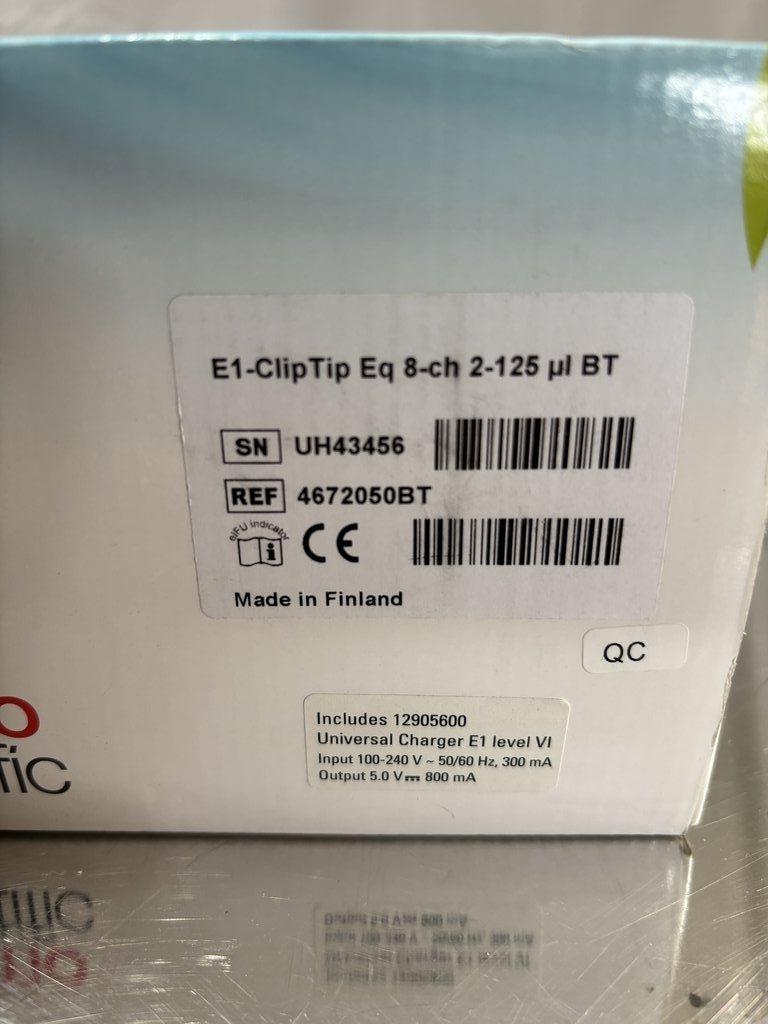 E1-ClipTip Eq 8-ch 2-125 µl BT
SN UH43456
REF 4672050BT
eIFU indicator
CE
Made in Finland
QC
Includes 12905600
Universal Charger E1 level VI
Input 100-240 V ~ 50/60 Hz, 300 mA
Output 5.0 V⎓ 800 mA